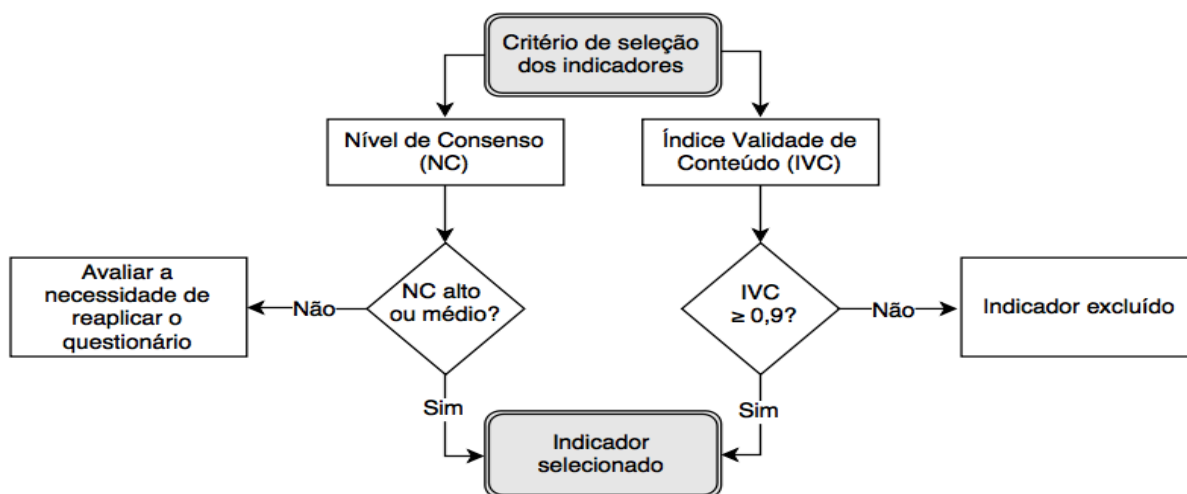 Critério de seleção
dos indicadores
Nível de Consenso
(NC)
Índice Validade de
Conteúdo (IVC)
Avaliar a
necessidade de
reaplicar o
questionário
Não
NC alto
ou médio?
IVC
≥ 0,9?
Não
Indicador excluído
Sim
Sim
Indicador
selecionado